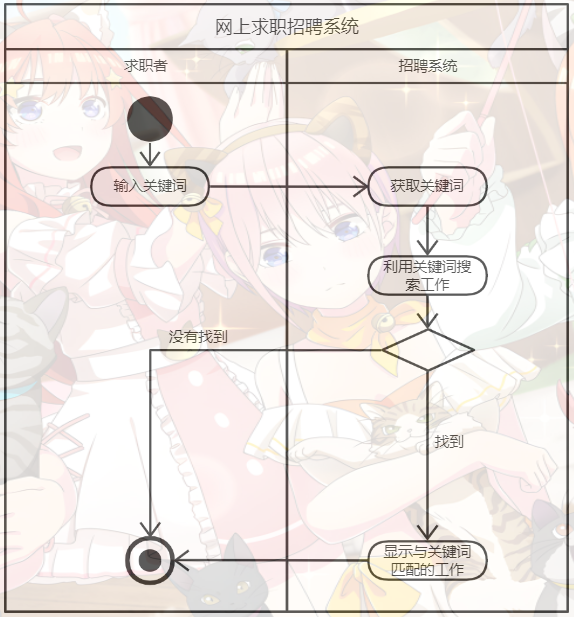 网上求职招聘系统
求职者
招聘系统
输入关键词
获取关键词
利用关键词搜
索工作
没有找到
找到
显示与关键词
匹配的工作